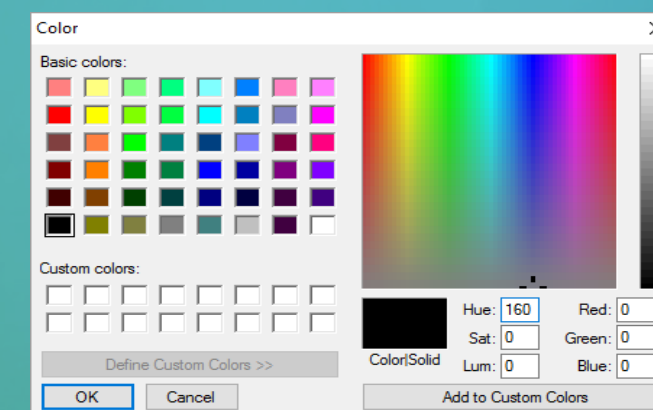 Color
Basic colors:
Custom colors:
Define Custom Colors >>
OK Cancel
Hue: 160 Red: 0
Sat: 0 Green: 0
Color|Solid Lum: 0 Blue: 0
Add to Custom Colors